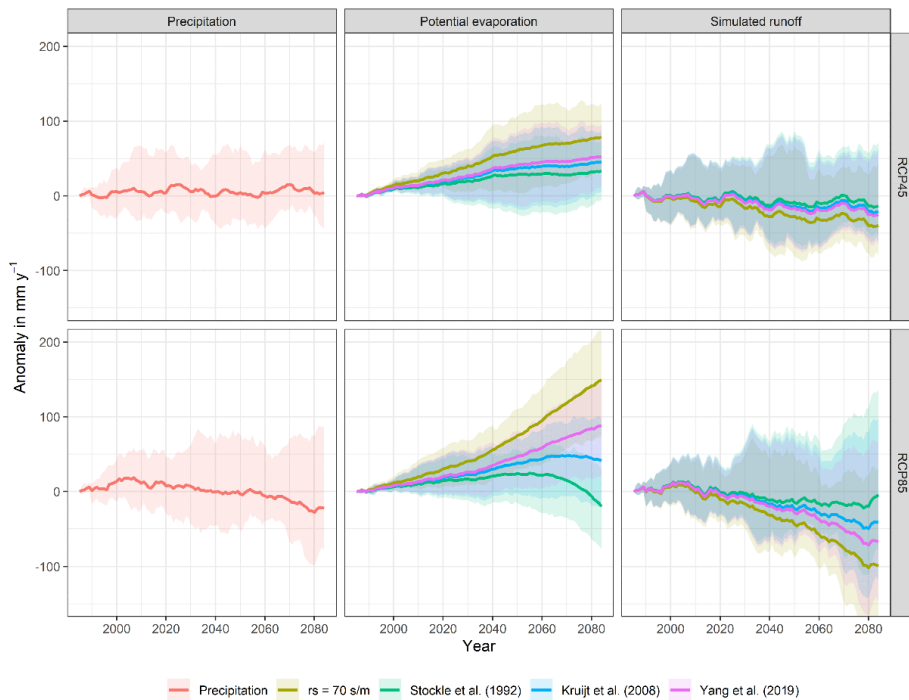 Precipitation Potential evaporation Simulated runoff
200
100
0
-100
RCP45
200
100
0
-100
RCP85
Anomaly in mm y⁻¹
2000 2020 2040 2060 2080 2000 2020 2040 2060 2080 2000 2020 2040 2060 2080
Year
Precipitation rs = 70 s/m Stockle et al. (1992) Kruijt et al. (2008) Yang et al. (2019)